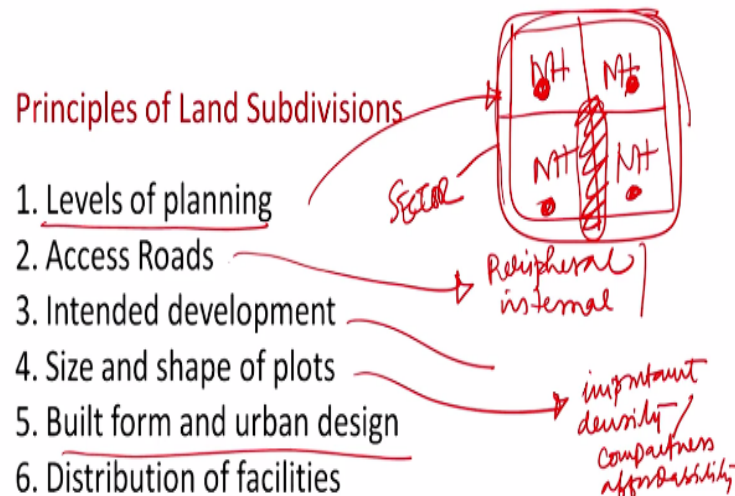 Principles of Land Subdivisions
1. Levels of planning
2. Access Roads
3. Intended development
4. Size and shape of plots
5. Built form and urban design
6. Distribution of facilities
NH NH
NH NH
SECTOR
Peripheral
internal
important
density /
compactness
affordability